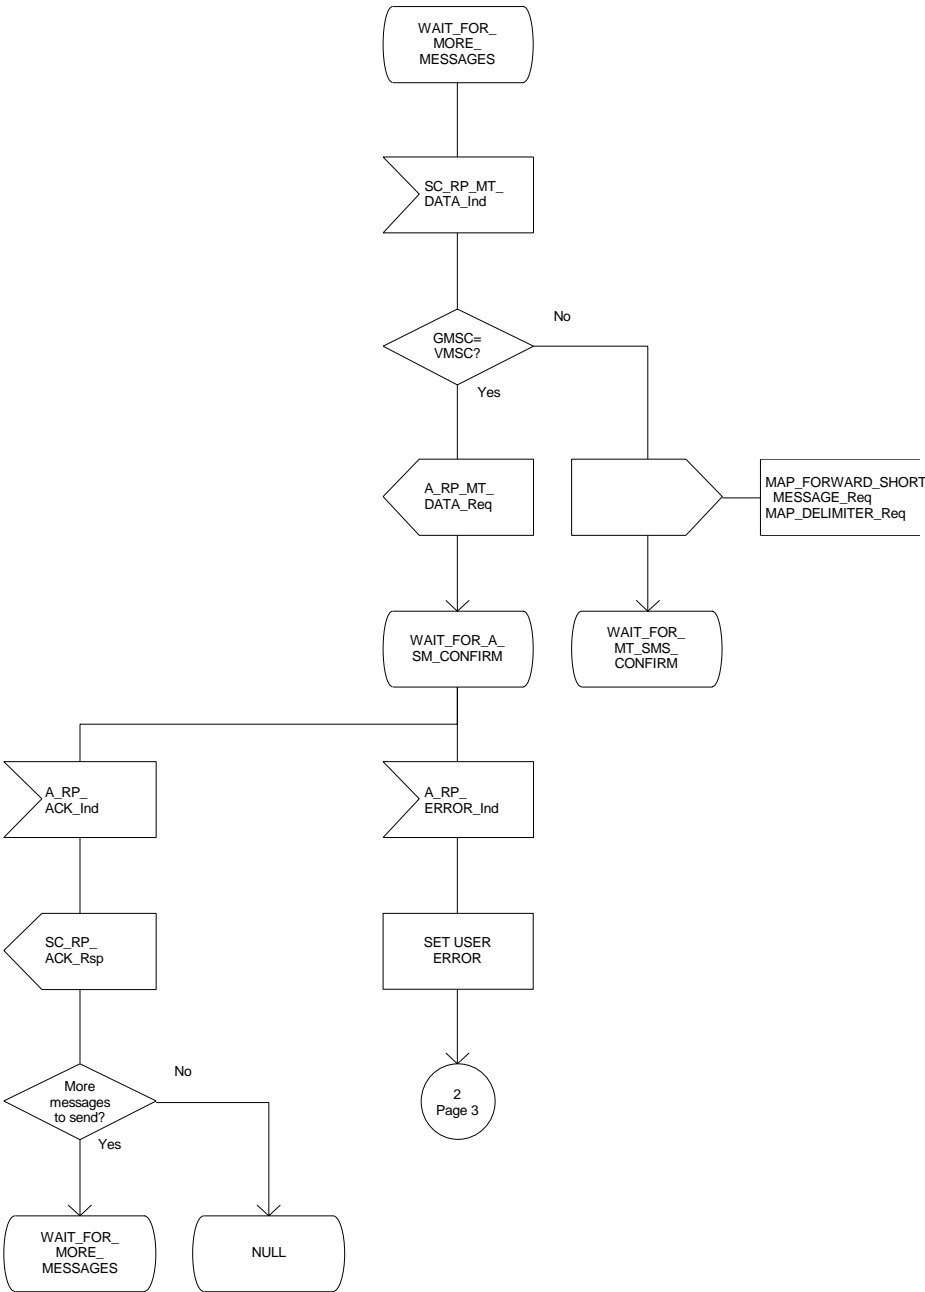 WAIT_FOR_
MORE_
MESSAGES
SC_RP_MT_
DATA_Ind
GMSC=
VMSC?
No
Yes
A_RP_MT_
DATA_Req
MAP_FORWARD_SHORT
MESSAGE_Req
MAP_DELIMITER_Req
WAIT_FOR_A_
SM_CONFIRM
WAIT_FOR_
MT_SMS_
CONFIRM
A_RP_
ACK_Ind
A_RP_
ERROR_Ind
SC_RP_
ACK_Rsp
SET USER
ERROR
More
messages
to send?
No
Yes
2
Page 3
WAIT_FOR_
MORE_
MESSAGES
NULL